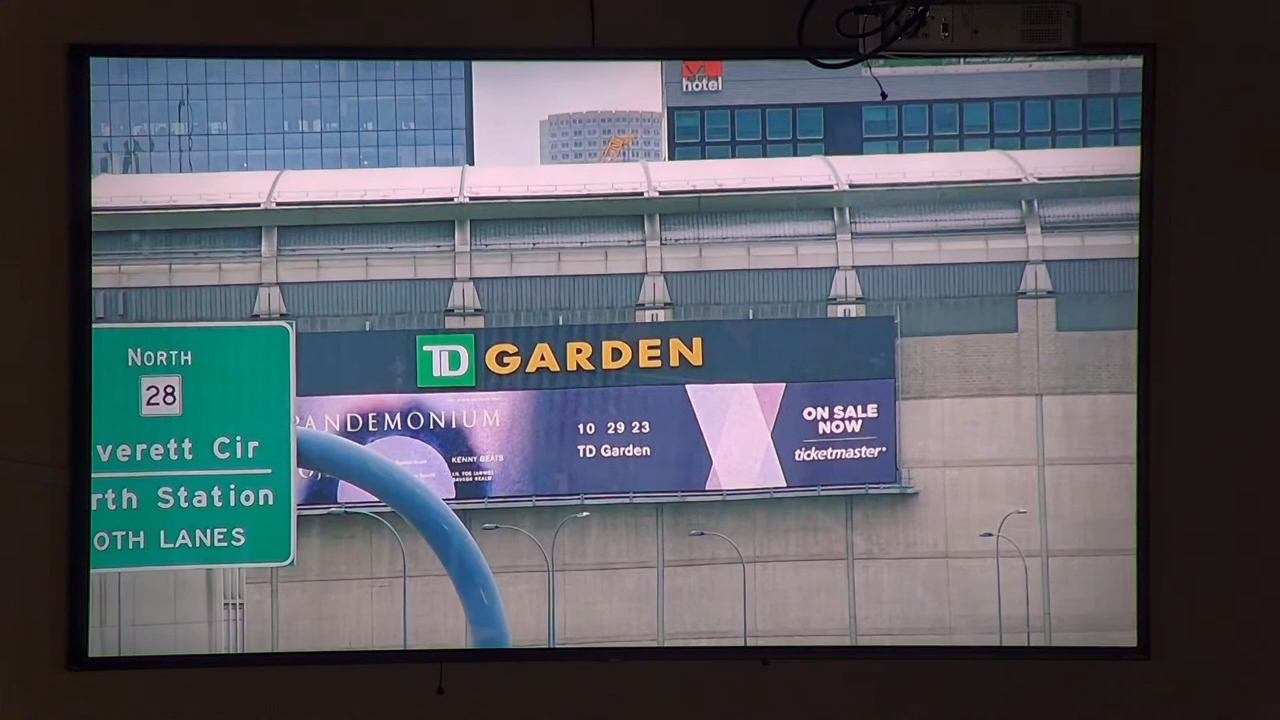 hotel
NORTH
28
verett Cir
rth Station
OTH LANES
TD GARDEN
PANDEMONIUM
KENNY BEATS
10 29 23
TD Garden
ON SALE
NOW
ticketmaster